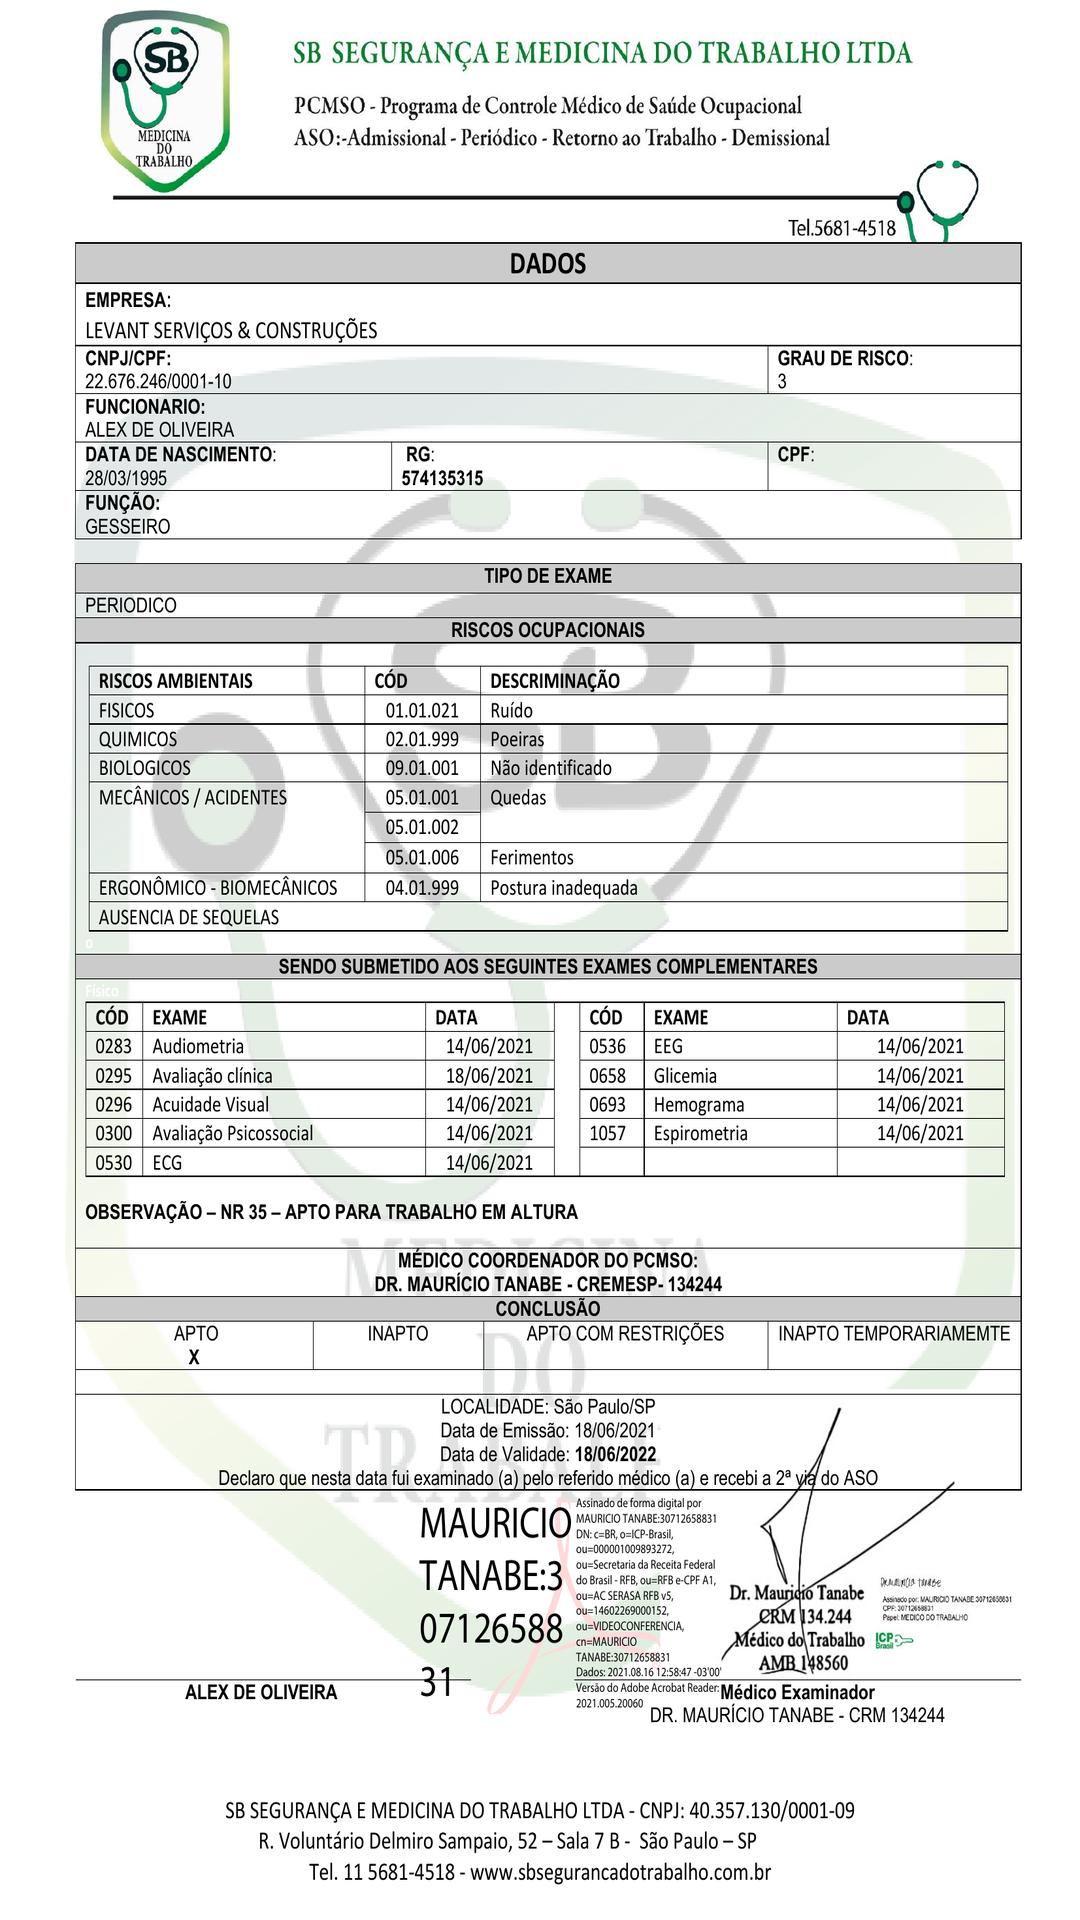 SB
MEDICINA
DO
TRABALHO
SB SEGURANÇA E MEDICINA DO TRABALHO LTDA
PCMSO - Programa de Controle Médico de Saúde Ocupacional
ASO:-Admissional - Periódico - Retorno ao Trabalho - Demissional
Tel.5681-4518
DADOS
EMPRESA:
LEVANT SERVIÇOS & CONSTRUÇÕES
CNPJ/CPF: GRAU DE RISCO:
22.676.246/0001-10 3
FUNCIONARIO:
ALEX DE OLIVEIRA
DATA DE NASCIMENTO: RG: CPF:
28/03/1995 574135315
FUNÇÃO:
GESSEIRO
TIPO DE EXAME
PERIODICO
RISCOS OCUPACIONAIS
RISCOS AMBIENTAIS CÓD DESCRIMINAÇÃO
FISICOS 01.01.021 Ruído
QUIMICOS 02.01.999 Poeiras
BIOLOGICOS 09.01.001 Não identificado
MECÂNICOS / ACIDENTES 05.01.001 Quedas
05.01.002
05.01.006 Ferimentos
ERGONÔMICO - BIOMECÂNICOS 04.01.999 Postura inadequada
AUSENCIA DE SEQUELAS
o
SENDO SUBMETIDO AOS SEGUINTES EXAMES COMPLEMENTARES
Físico
CÓD EXAME DATA CÓD EXAME DATA
0283 Audiometria 14/06/2021 0536 EEG 14/06/2021
0295 Avaliação clínica 18/06/2021 0658 Glicemia 14/06/2021
0296 Acuidade Visual 14/06/2021 0693 Hemograma 14/06/2021
0300 Avaliação Psicossocial 14/06/2021 1057 Espirometria 14/06/2021
0530 ECG 14/06/2021
OBSERVAÇÃO – NR 35 – APTO PARA TRABALHO EM ALTURA
MÉDICO COORDENADOR DO PCMSO:
DR. MAURÍCIO TANABE - CREMESP- 134244
CONCLUSÃO
APTO INAPTO APTO COM RESTRIÇÕES INAPTO TEMPORARIAMEMTE
X
LOCALIDADE: São Paulo/SP
Data de Emissão: 18/06/2021
Data de Validade: 18/06/2022
Declaro que nesta data fui examinado (a) pelo referido médico (a) e recebi a 2ª via do ASO
MAURICIO
TANABE:3
07126588
31
Assinado de forma digital por
MAURICIO TANABE:30712658831
DN: c=BR, o=ICP-Brasil,
ou=000001009893272,
ou=Secretaria da Receita Federal
do Brasil - RFB, ou=RFB e-CPF A1,
ou=AC SERASA RFB v5,
ou=14602269000152,
ou=VIDEOCONFERENCIA,
cn=MAURICIO
TANABE:30712658831
Dados: 2021.08.16 12:58:47 -03'00'
Versão do Adobe Acrobat Reader:
2021.005.20060
Dr. Mauricio Tanabe
CRM 134.244
Médico do Trabalho
AMB 148560
Dr. Mauricio tanabe
Assinado por: MAURICIO TANABE:30712658831
CPF: 30712658831
Papel: MEDICO DO TRABALHO
ICP
Brasil
ALEX DE OLIVEIRA
Médico Examinador
DR. MAURÍCIO TANABE - CRM 134244
SB SEGURANÇA E MEDICINA DO TRABALHO LTDA - CNPJ: 40.357.130/0001-09
R. Voluntário Delmiro Sampaio, 52 – Sala 7 B - São Paulo – SP
Tel. 11 5681-4518 - www.sbsegurancadotrabalho.com.br